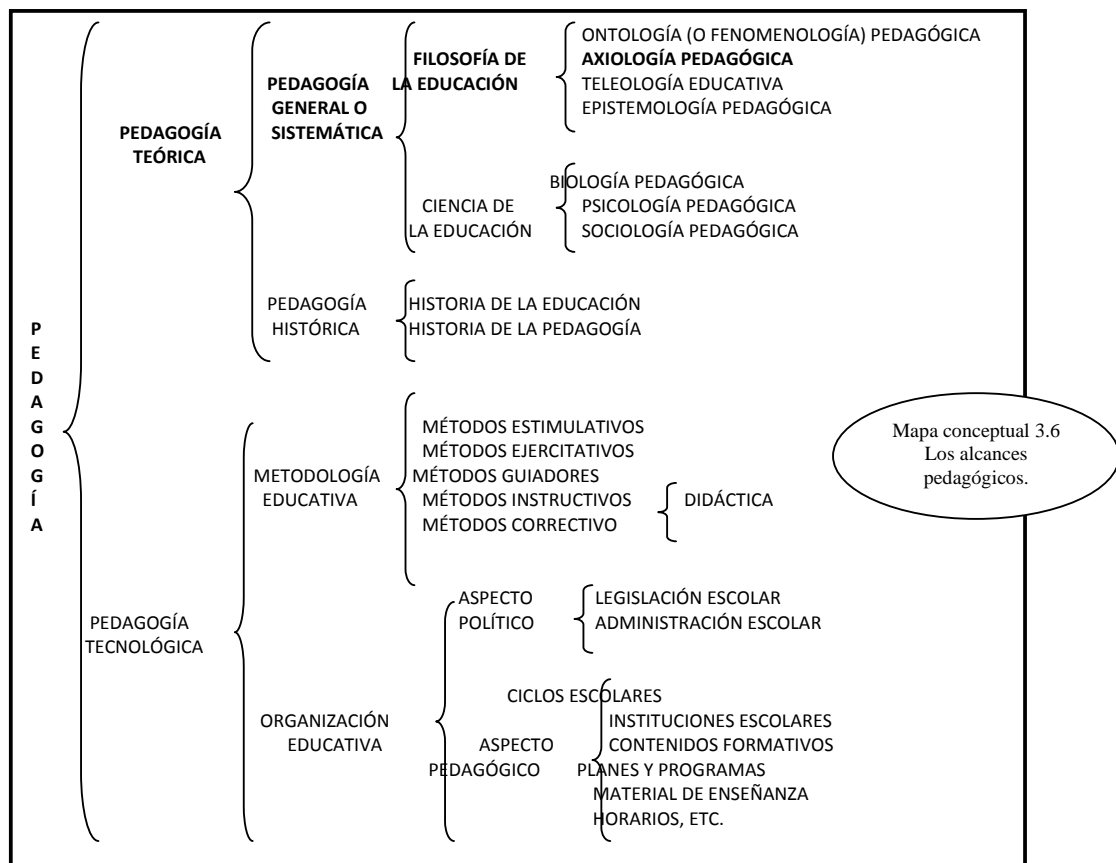 PEDAGOGÍA
PEDAGOGÍA
TEÓRICA
PEDAGOGÍA
GENERAL O
SISTEMÁTICA
FILOSOFÍA DE
LA EDUCACIÓN
ONTOLOGÍA (O FENOMENOLOGÍA) PEDAGÓGICA
AXIOLOGÍA PEDAGÓGICA
TELEOLOGÍA EDUCATIVA
EPISTEMOLOGÍA PEDAGÓGICA
CIENCIA DE
LA EDUCACIÓN
BIOLOGÍA PEDAGÓGICA
PSICOLOGÍA PEDAGÓGICA
SOCIOLOGÍA PEDAGÓGICA
PEDAGOGÍA
HISTÓRICA
HISTORIA DE LA EDUCACIÓN
HISTORIA DE LA PEDAGOGÍA
PEDAGOGÍA
TECNOLÓGICA
METODOLOGÍA
EDUCATIVA
MÉTODOS ESTIMULATIVOS
MÉTODOS EJERCITATIVOS
MÉTODOS GUIADORES
MÉTODOS INSTRUCTIVOS
MÉTODOS CORRECTIVO
DIDÁCTICA
ORGANIZACIÓN
EDUCATIVA
ASPECTO
POLÍTICO
LEGISLACIÓN ESCOLAR
ADMINISTRACIÓN ESCOLAR
ASPECTO
PEDAGÓGICO
CICLOS ESCOLARES
INSTITUCIONES ESCOLARES
CONTENIDOS FORMATIVOS
PLANES Y PROGRAMAS
MATERIAL DE ENSEÑANZA
HORARIOS, ETC.
Mapa conceptual 3.6
Los alcances
pedagógicos.